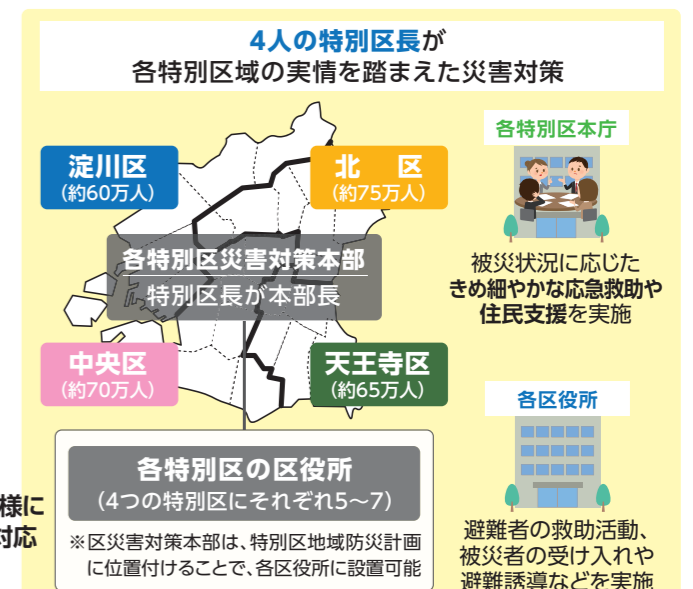 4人の特別区長が
各特別区域の実情を踏まえた災害対策
淀川区
(約60万人)
北 区
(約75万人)
各特別区災害対策本部
特別区長が本部長
中央区
(約70万人)
天王寺区
(約65万人)
各特別区の区役所
(4つの特別区にそれぞれ5〜7)
※区災害対策本部は、特別区地域防災計画
に位置付けることで、各区役所に設置可能
様に
対応
各特別区本庁
被災状況に応じた
きめ細やかな応急救助や
住民支援を実施
各区役所
避難者の救助活動、
被災者の受け入れや
避難誘導などを実施